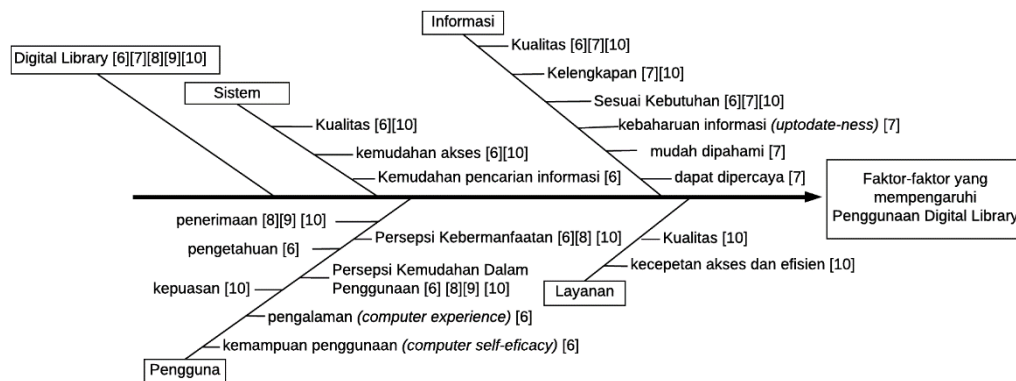 Informasi
Kualitas [6][7][10]
Digital Library [6][7][8][9][10]
Kelengkapan [7][10]
Sistem
Sesuai Kebutuhan [6][7][10]
Kualitas [6][10]
kebaharuan informasi (uptodate-ness) [7]
kemudahan akses [6][10]
mudah dipahami [7]
Kemudahan pencarian informasi [6]
dapat dipercaya [7]
Faktor-faktor yang
mempengaruhi
Penggunaan Digital Library
penerimaan [8][9] [10]
Persepsi Kebermanfaatan [6][8] [10]
Kualitas [10]
pengetahuan [6]
kecepetan akses dan efisien [10]
Persepsi Kemudahan Dalam
Penggunaan [6] [8][9] [10]
kepuasan [10]
Layanan
pengalaman (computer experience) [6]
kemampuan penggunaan (computer self-eficacy) [6]
Pengguna